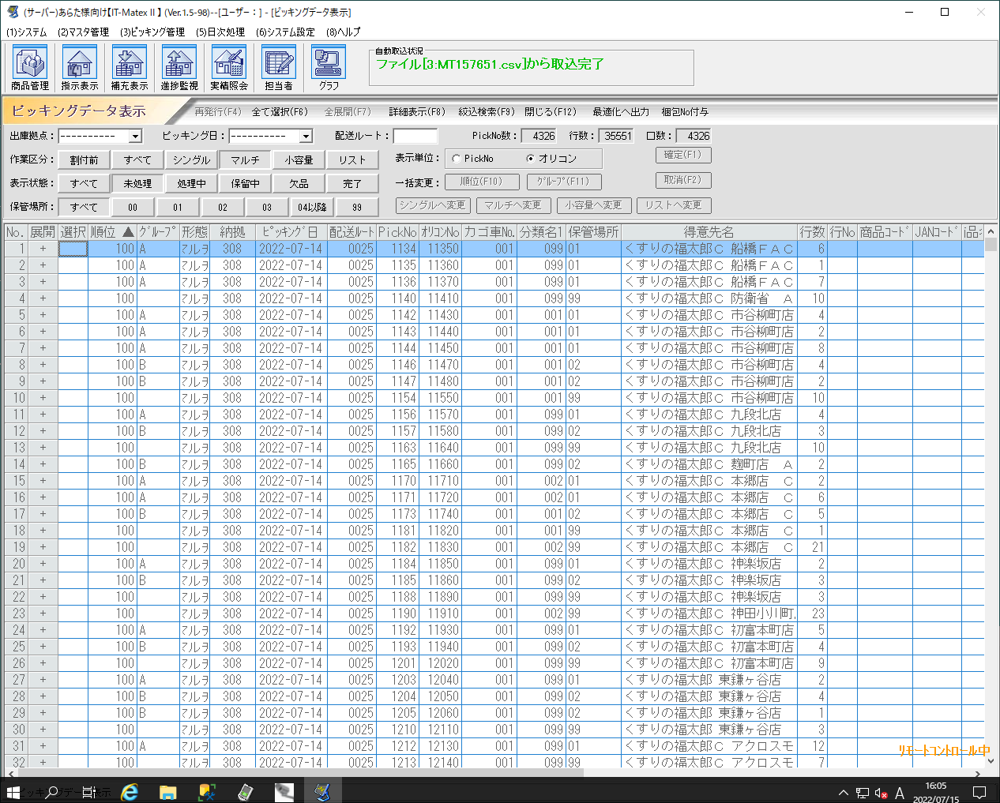 (サーバー)あらた様向け【IT-MatexⅡ】(Ver.1.5-98)--[ユーザー：] - [ピッキングデータ表示]
(1)システム (2)マスタ管理 (3)ピッキング管理 (5)日次処理 (6)システム設定 (8)ヘルプ
商品管理 指示表示 補充表示 進捗監視 実績照会 担当者 グラフ
自動取込状況
ファイル[3:MT157651.csv]から取込完了
ピッキングデータ表示 再発行(F4) 全て選択(F6) 全展開(F7) 詳細表示(F8) 絞込検索(F9) 閉じる(F12) 最適化へ出力 梱包No付与
出庫拠点： ---------- ピッキング日： ---------- 配送ルート： PickNo数： 4326 行数： 35551 口数： 4326
作業区分： 割付前 すべて シングル マルチ 小容量 リスト 表示単位： PickNo オリコン 確定(F1)
表示状態： すべて 未処理 処理中 保留中 欠品 完了 一括変更： 順位(F10) ｸﾞﾙｰﾌﾟ(F11) 取消(F2)
保管場所： すべて 00 01 02 03 04以降 99 シングルへ変更 マルチへ変更 小容量へ変更 リストへ変更
No. 展開 選択 順位 ▲ ｸﾞﾙｰﾌﾟ 形態 納拠 ﾋﾟｯｷﾝｸﾞ日 配送ﾙｰﾄ PickNo ｵﾘｺﾝNo カゴ車No. 分類名1 保管場所 得意先名 行数 行No 商品ｺｰﾄﾞ JANｺｰﾄﾞ
1 + 100 A ﾏﾙﾁ 308 2022-07-14 0025 1134 11350 001 099 01 くすりの福太郎Ｃ 船橋ＦＡＣ 6
2 + 100 A ﾏﾙﾁ 308 2022-07-14 0025 1135 11360 001 099 01 くすりの福太郎Ｃ 船橋ＦＡＣ 1
3 + 100 A ﾏﾙﾁ 308 2022-07-14 0025 1136 11370 001 099 01 くすりの福太郎Ｃ 船橋ＦＡＣ 7
4 + 100 ﾏﾙﾁ 308 2022-07-14 0025 1140 11410 001 099 99 くすりの福太郎Ｃ 防衛省　Ａ 10
5 + 100 A ﾏﾙﾁ 308 2022-07-14 0025 1142 11430 001 001 01 くすりの福太郎Ｃ 市谷柳町店 4
6 + 100 A ﾏﾙﾁ 308 2022-07-14 0025 1143 11440 001 001 01 くすりの福太郎Ｃ 市谷柳町店 2
7 + 100 A ﾏﾙﾁ 308 2022-07-14 0025 1144 11450 001 001 01 くすりの福太郎Ｃ 市谷柳町店 8
8 + 100 B ﾏﾙﾁ 308 2022-07-14 0025 1146 11470 001 001 02 くすりの福太郎Ｃ 市谷柳町店 4
9 + 100 B ﾏﾙﾁ 308 2022-07-14 0025 1147 11480 001 001 02 くすりの福太郎Ｃ 市谷柳町店 2
10 + 100 ﾏﾙﾁ 308 2022-07-14 0025 1154 11550 001 001 99 くすりの福太郎Ｃ 市谷柳町店 10
11 + 100 A ﾏﾙﾁ 308 2022-07-14 0025 1156 11570 001 099 01 くすりの福太郎Ｃ 九段北店 4
12 + 100 B ﾏﾙﾁ 308 2022-07-14 0025 1157 11580 001 099 02 くすりの福太郎Ｃ 九段北店 3
13 + 100 ﾏﾙﾁ 308 2022-07-14 0025 1163 11640 001 099 99 くすりの福太郎Ｃ 九段北店 10
14 + 100 B ﾏﾙﾁ 308 2022-07-14 0025 1165 11660 001 099 02 くすりの福太郎Ｃ 麹町店　Ａ 2
15 + 100 A ﾏﾙﾁ 308 2022-07-14 0025 1170 11710 001 002 01 くすりの福太郎Ｃ 本郷店　Ｃ 2
16 + 100 A ﾏﾙﾁ 308 2022-07-14 0025 1171 11720 001 002 01 くすりの福太郎Ｃ 本郷店　Ｃ 6
17 + 100 B ﾏﾙﾁ 308 2022-07-14 0025 1173 11740 001 001 02 くすりの福太郎Ｃ 本郷店　Ｃ 5
18 + 100 ﾏﾙﾁ 308 2022-07-14 0025 1181 11820 001 001 99 くすりの福太郎Ｃ 本郷店　Ｃ 1
19 + 100 ﾏﾙﾁ 308 2022-07-14 0025 1182 11830 001 002 99 くすりの福太郎Ｃ 本郷店　Ｃ 21
20 + 100 A ﾏﾙﾁ 308 2022-07-14 0025 1184 11850 001 099 01 くすりの福太郎Ｃ 神楽坂店 2
21 + 100 B ﾏﾙﾁ 308 2022-07-14 0025 1185 11860 001 099 02 くすりの福太郎Ｃ 神楽坂店 3
22 + 100 ﾏﾙﾁ 308 2022-07-14 0025 1188 11890 001 099 99 くすりの福太郎Ｃ 神楽坂店 3
23 + 100 ﾏﾙﾁ 308 2022-07-14 0025 1190 11910 001 002 99 くすりの福太郎Ｃ 神田小川町 23
24 + 100 A ﾏﾙﾁ 308 2022-07-14 0025 1192 11930 001 099 01 くすりの福太郎Ｃ 初富本町店 5
25 + 100 B ﾏﾙﾁ 308 2022-07-14 0025 1193 11940 001 099 02 くすりの福太郎Ｃ 初富本町店 4
26 + 100 ﾏﾙﾁ 308 2022-07-14 0025 1201 12020 001 099 99 くすりの福太郎Ｃ 初富本町店 9
27 + 100 A ﾏﾙﾁ 308 2022-07-14 0025 1203 12040 001 099 01 くすりの福太郎 東鎌ヶ谷店 2
28 + 100 B ﾏﾙﾁ 308 2022-07-14 0025 1204 12050 001 099 02 くすりの福太郎 東鎌ヶ谷店 4
29 + 100 B ﾏﾙﾁ 308 2022-07-14 0025 1205 12060 001 099 02 くすりの福太郎 東鎌ヶ谷店 1
30 + 100 ﾏﾙﾁ 308 2022-07-14 0025 1210 12110 001 099 99 くすりの福太郎 東鎌ヶ谷店 3
31 + 100 A ﾏﾙﾁ 308 2022-07-14 0025 1212 12130 001 099 01 くすりの福太郎Ｃ アクロスモ 12
32 + 100 ﾏﾙﾁ 308 2022-07-14 0025 1213 12140 001 099 99 くすりの福太郎Ｃ アクロスモ 7
ﾘﾓｰﾄｺﾝﾄﾛｰﾙ中
ピッキングデータ表示
A 16:05
2022/07/15